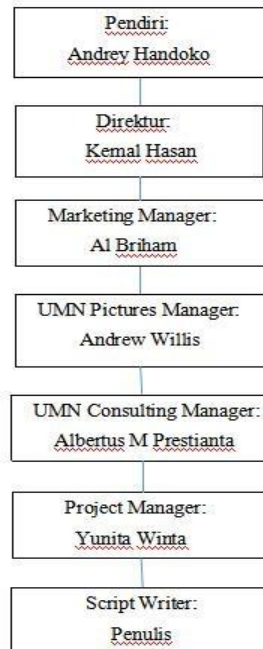 Pendiri:
Andrey Handoko
Direktur:
Kemal Hasan
Marketing Manager:
Al Briham
UMN Pictures Manager:
Andrew Willis
UMN Consulting Manager:
Albertus M Prestianta
Project Manager:
Yunita Winta
Script Writer:
Penulis